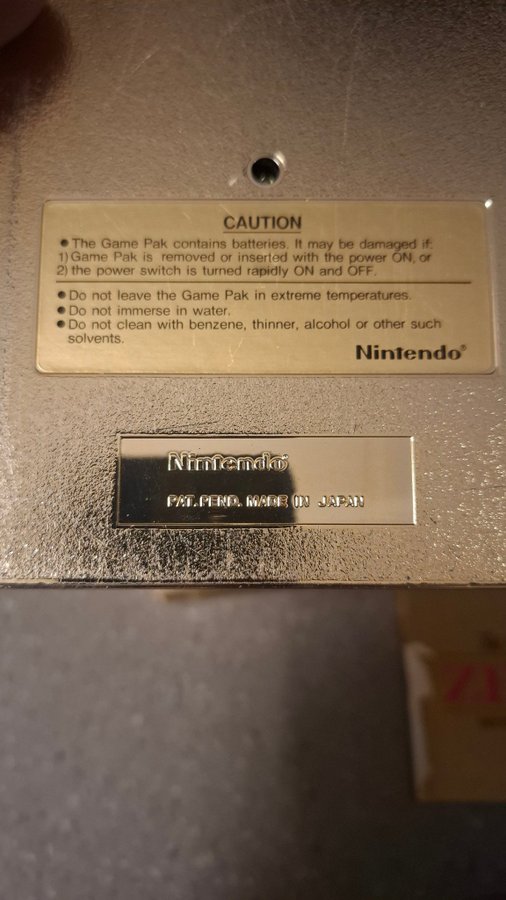 CAUTION
• The Game Pak contains batteries. It may be damaged if:
1) Game Pak is removed or inserted with the power ON, or
2) the power switch is turned rapidly ON and OFF.
• Do not leave the Game Pak in extreme temperatures.
• Do not immerse in water.
• Do not clean with benzene, thinner, alcohol or other such
solvents.
Nintendo®
Nintendo®
PAT. PEND. MADE IN JAPAN